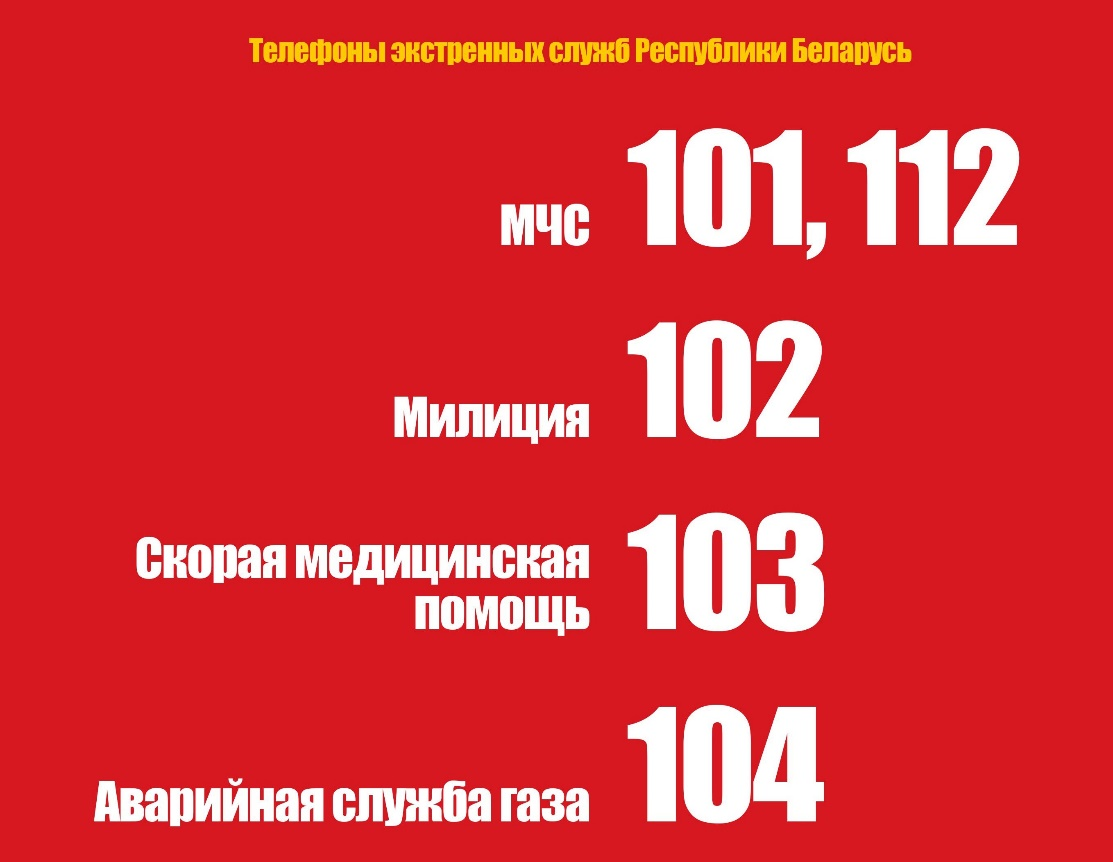 Телефоны экстренных служб Республики Беларусь
МЧС 101, 112
Милиция 102
Скорая медицинская
помощь 103
Аварийная служба газа 104